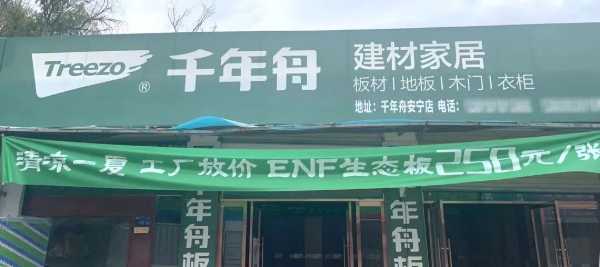 Treezo
®
千年舟
建材家居
板材|地板|木门|衣柜
地址：千年舟安宁店 电话：
清凉一夏 工厂放价 ENF生态板250元/张
千年舟板
千年舟板